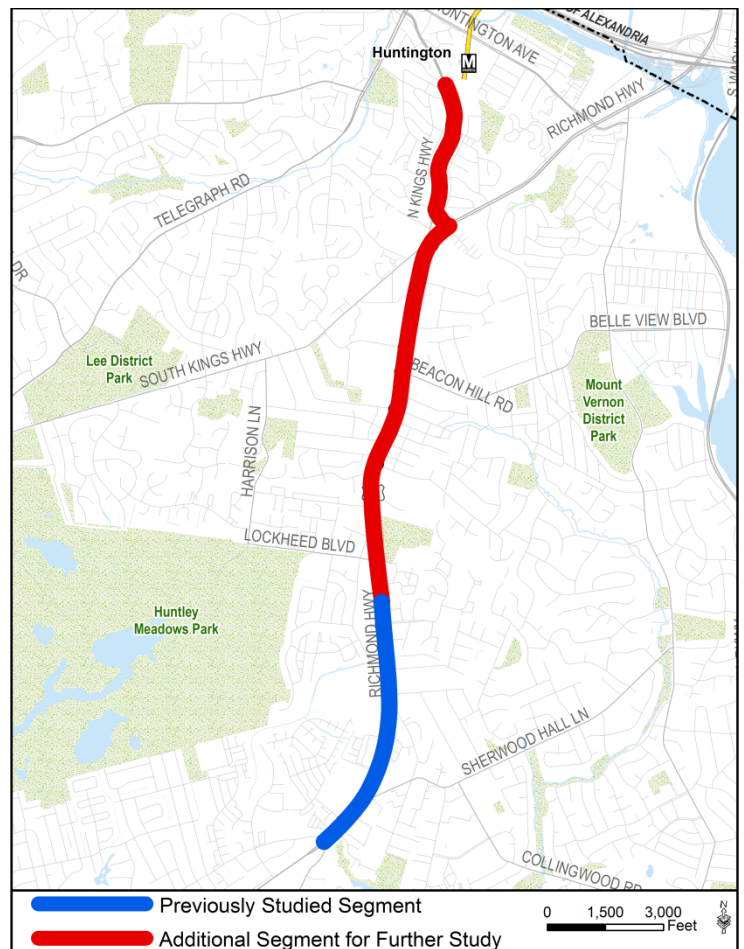 OF ALEXANDRIA
HUNTINGTON AVE
Huntington
M
RICHMOND HWY
N KINGS HWY
TELEGRAPH RD
DR
BELLE VIEW BLVD
Lee District
Park
SOUTH KINGS HWY
BEACON HILL RD
Mount
Vernon
District
Park
HARRISON LN
LOCKHEED BLVD
Huntley
Meadows Park
RICHMOND HWY
SHERWOOD HALL LN
COLLINGWOOD RD
Previously Studied Segment
0 1,500 3,000
Feet
N
Additional Segment for Further Study